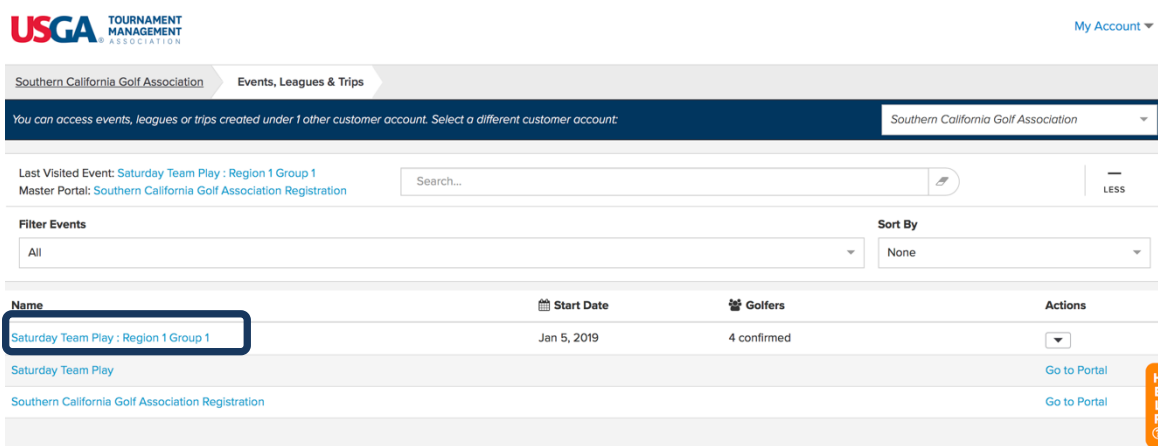 USGA® TOURNAMENT
MANAGEMENT
ASSOCIATION
My Account
Southern California Golf Association Events, Leagues & Trips
You can access events, leagues or trips created under 1 other customer account. Select a different customer account: Southern California Golf Association
Last Visited Event: Saturday Team Play : Region 1 Group 1
Master Portal: Southern California Golf Association Registration
Search...
LESS
Filter Events Sort By
All None
Name Start Date Golfers Actions
Saturday Team Play : Region 1 Group 1 Jan 5, 2019 4 confirmed
Saturday Team Play Go to Portal
Southern California Golf Association Registration Go to Portal